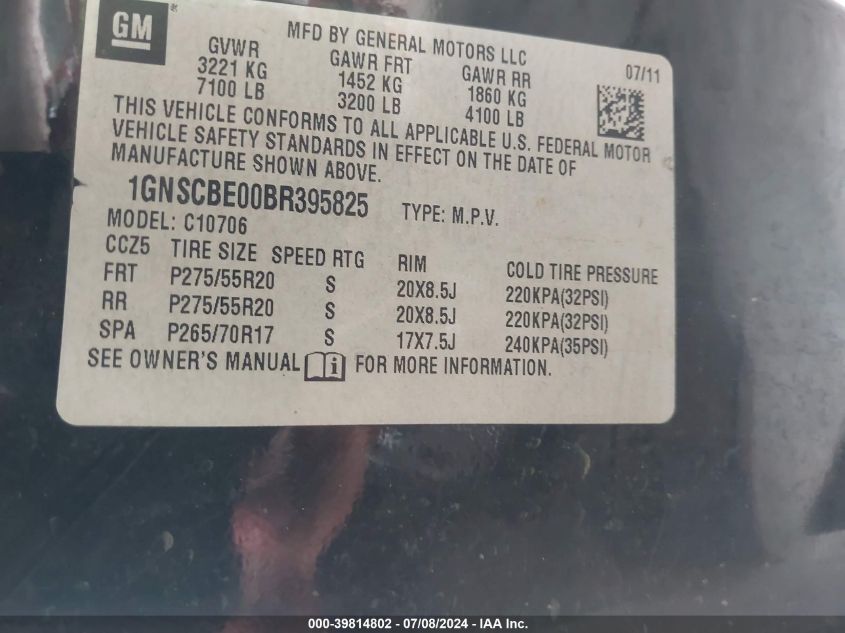 GM
MFD BY GENERAL MOTORS LLC
07/11
GVWR GAWR FRT GAWR RR
3221 KG 1452 KG 1860 KG
7100 LB 3200 LB 4100 LB
THIS VEHICLE CONFORMS TO ALL APPLICABLE U.S. FEDERAL MOTOR
VEHICLE SAFETY STANDARDS IN EFFECT ON THE DATE OF
MANUFACTURE SHOWN ABOVE.
1GNSCBE00BR395825 TYPE: M.P.V.
MODEL: C10706
CCZ5 TIRE SIZE SPEED RTG RIM COLD TIRE PRESSURE
FRT P275/55R20 S 20X8.5J 220KPA(32PSI)
RR P275/55R20 S 20X8.5J 220KPA(32PSI)
SPA P265/70R17 S 17X7.5J 240KPA(35PSI)
SEE OWNER'S MANUAL i FOR MORE INFORMATION.
000-39814802 - 07/08/2024 - IAA Inc.